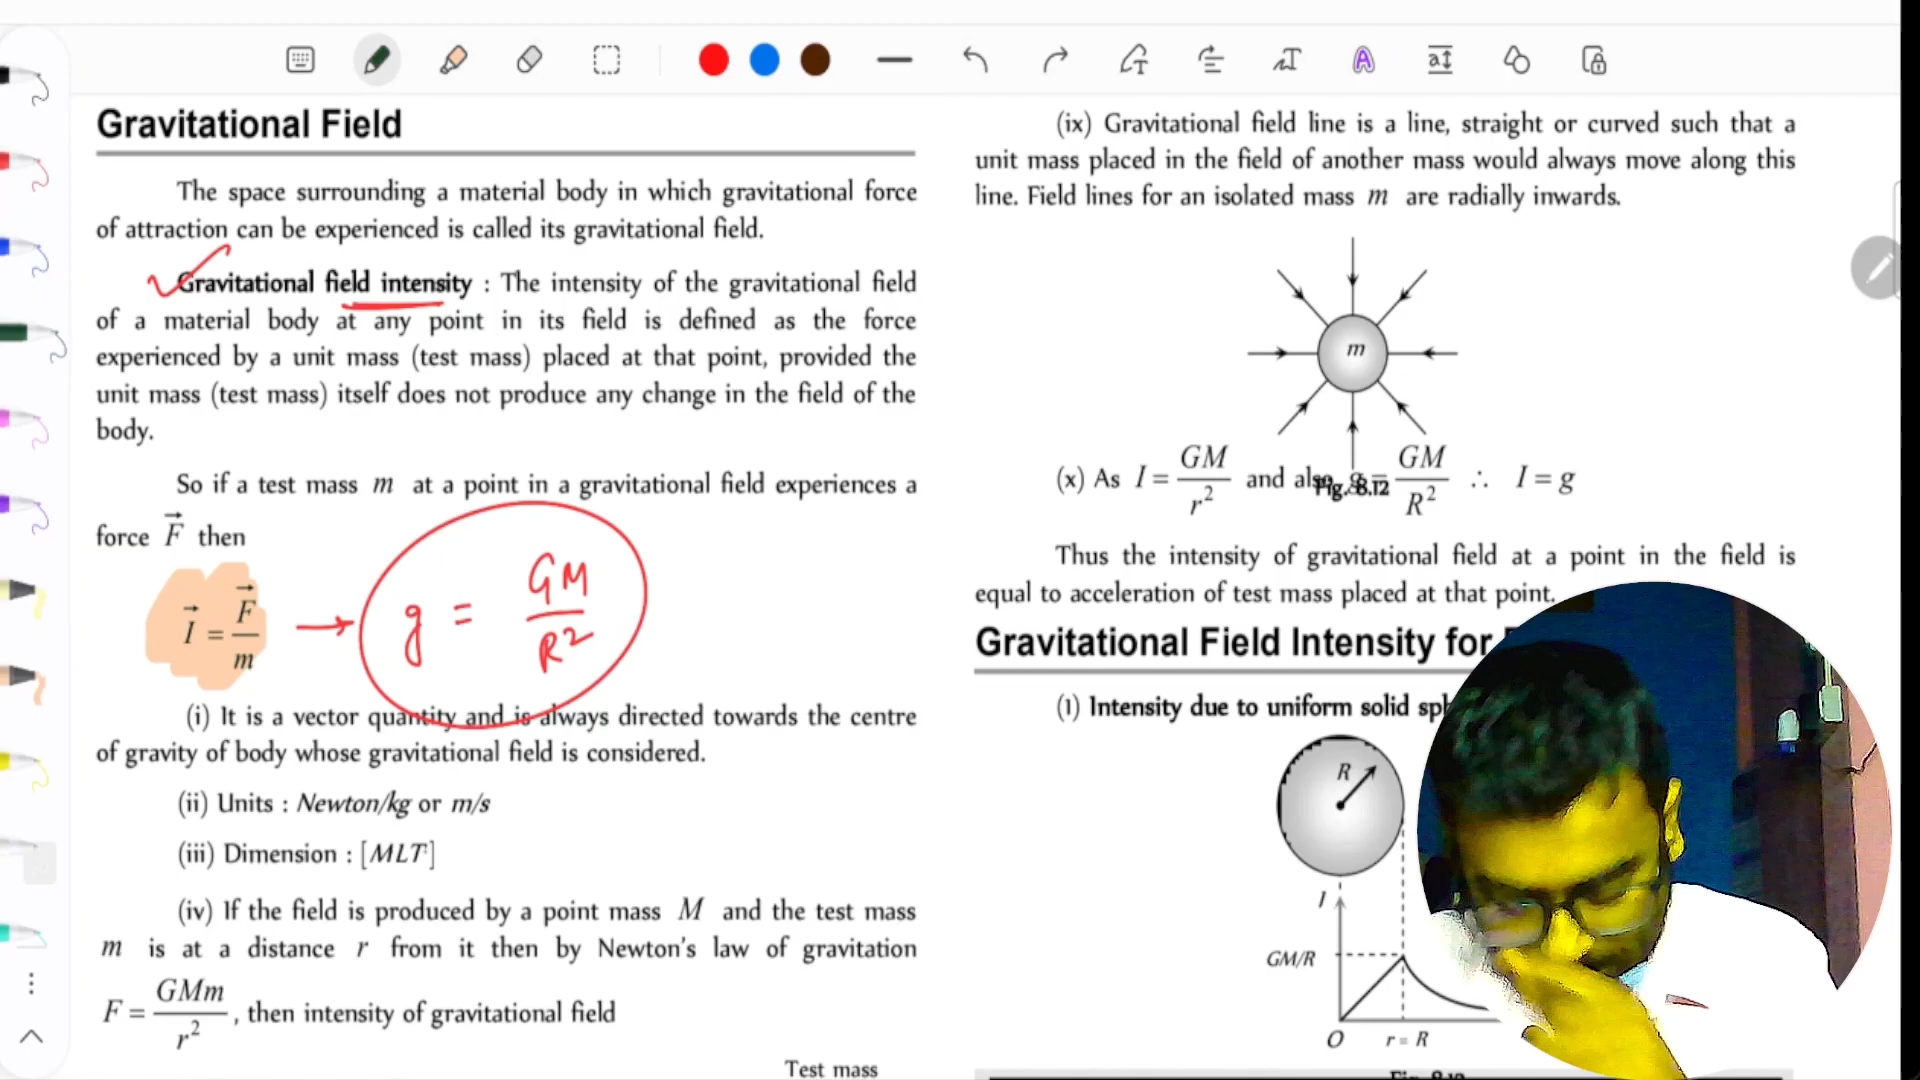 Gravitational Field
The space surrounding a material body in which gravitational force
of attraction can be experienced is called its gravitational field.
Gravitational field intensity : The intensity of the gravitational field
of a material body at any point in its field is defined as the force
experienced by a unit mass (test mass) placed at that point, provided the
unit mass (test mass) itself does not produce any change in the field of the
body.
So if a test mass m at a point in a gravitational field experiences a
force F⃗ then
I⃗ = F⃗/m → g = GM/R²
(i) It is a vector quantity and is always directed towards the centre
of gravity of body whose gravitational field is considered.
(ii) Units : Newton/kg or m/s
(iii) Dimension : [MLT]
(iv) If the field is produced by a point mass M and the test mass
m is at a distance r from it then by Newton's law of gravitation
F = GMm/r² , then intensity of gravitational field
Test mass
(ix) Gravitational field line is a line, straight or curved such that a
unit mass placed in the field of another mass would always move along this
line. Field lines for an isolated mass m are radially inwards.
m
(x) As I = GM/r² and also g = GM/R² ∴ I = g
Fig. 8.12
Thus the intensity of gravitational field at a point in the field is
equal to acceleration of test mass placed at that point.
Gravitational Field Intensity for
(1) Intensity due to uniform solid
R
I
GM/R
O r = R